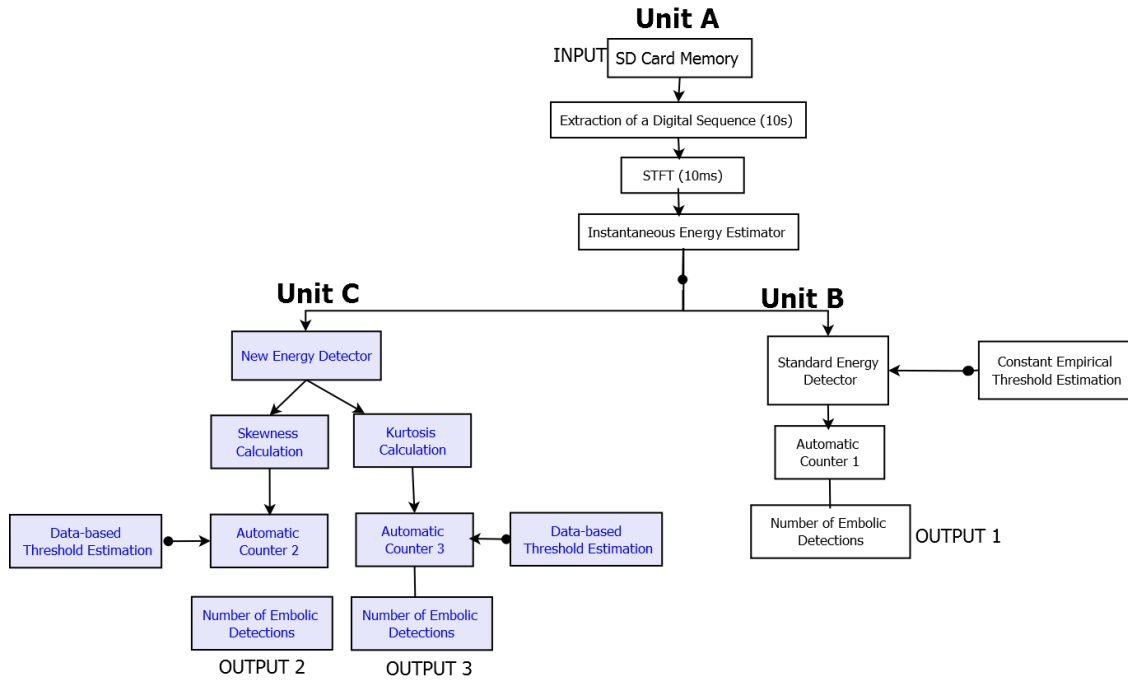 Unit A
INPUT
SD Card Memory
Extraction of a Digital Sequence (10s)
STFT (10ms)
Instantaneous Energy Estimator
Unit C
Unit B
New Energy Detector
Standard Energy
Detector
Constant Empirical
Threshold Estimation
Skewness
Calculation
Kurtosis
Calculation
Automatic
Counter 1
Data-based
Threshold Estimation
Automatic
Counter 2
Automatic
Counter 3
Data-based
Threshold Estimation
Number of Embolic
Detections
OUTPUT 1
Number of Embolic
Detections
Number of Embolic
Detections
OUTPUT 2
OUTPUT 3